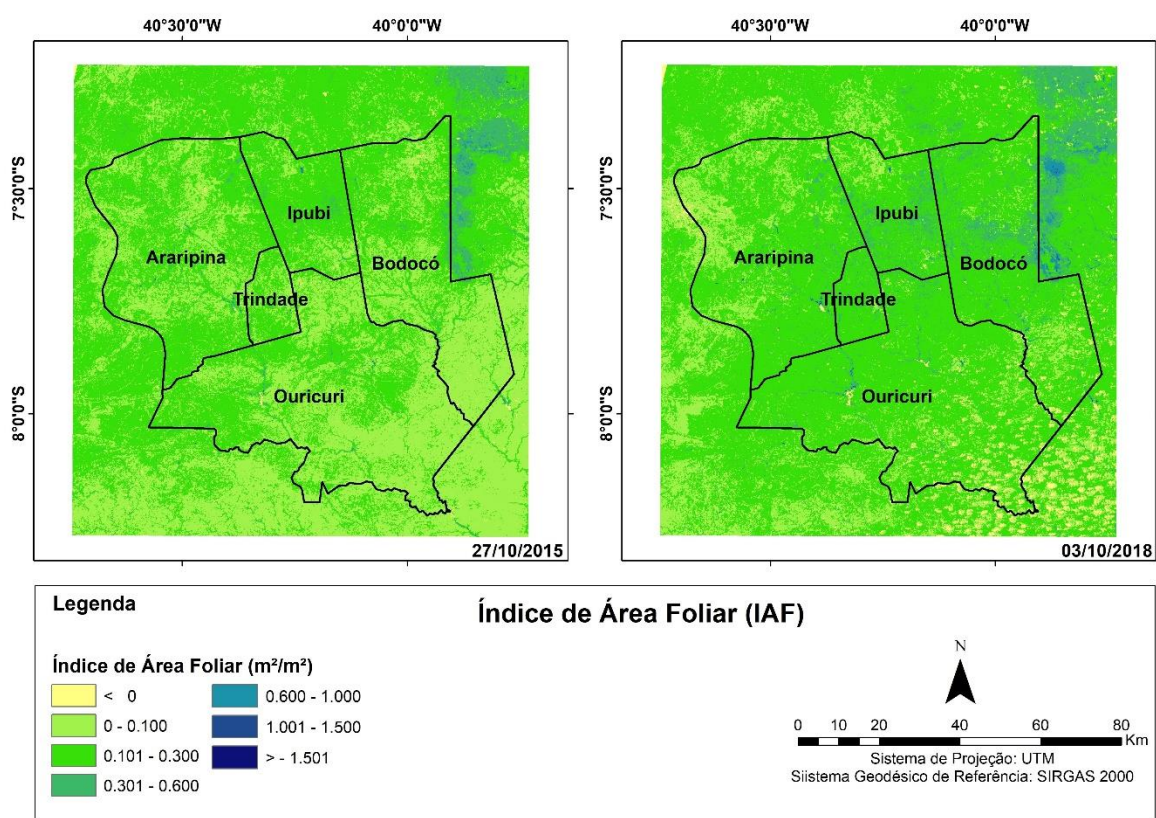 40°30'0"W 40°0'0"W
7°30'0"S
8°0'0"S
Ipubi
Araripina
Bodocó
Trindade
Ouricuri
27/10/2015
40°30'0"W 40°0'0"W
7°30'0"S
8°0'0"S
Ipubi
Araripina
Bodocó
Trindade
Ouricuri
03/10/2018
Legenda
Índice de Área Foliar (IAF)
Índice de Área Foliar (m²/m²)
< 0
0 - 0.100
0.101 - 0.300
0.301 - 0.600
0.600 - 1.000
1.001 - 1.500
> - 1.501
N
0 10 20 40 60 80
Km
Sistema de Projeção: UTM
Siistema Geodésico de Referência: SIRGAS 2000